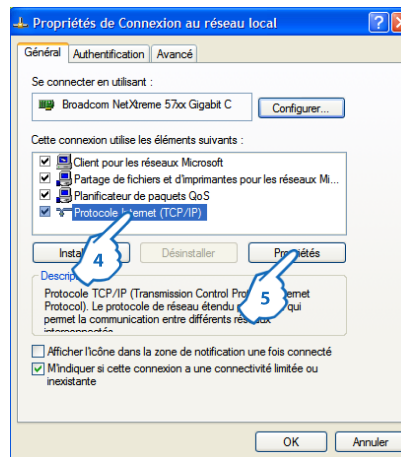 Propriétés de Connexion au réseau local
Général Authentification Avancé
Se connecter en utilisant :
Broadcom NetXtreme 57xx Gigabit C
Configurer...
Cette connexion utilise les éléments suivants :
Client pour les réseaux Microsoft
Partage de fichiers et d'imprimantes pour les réseaux Mi...
Planificateur de paquets QoS
Protocole Internet (TCP/IP)
4
Désinstaller
Propriétés
5
Protocole TCP/IP (Transmission Control
Protocol). Le protocole de réseau étendu qui
permet la communication entre différents
interconnectés
Afficher l'icône dans la zone de notification une fois connecté
M'indiquer si cette connexion a une connectivité limitée ou
inexistante
OK Annuler